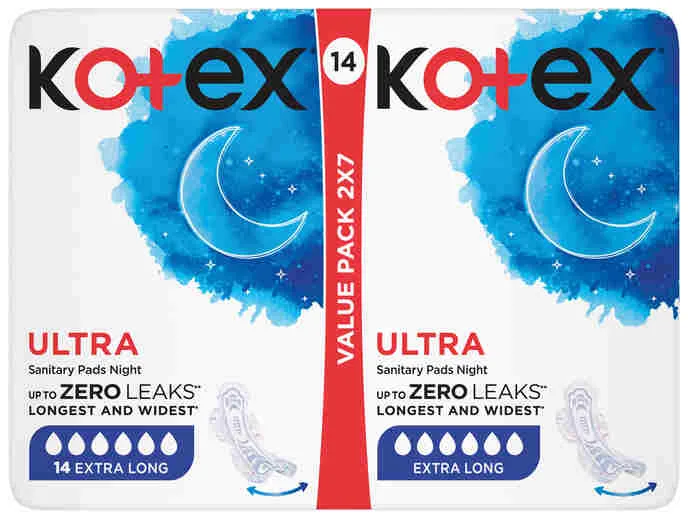 KOTEX
ULTRA
Sanitary Pads Night
UP TO ZERO LEAKS**
LONGEST AND WIDEST*
14 EXTRA LONG
14
VALUE PACK 2X7
KOTEX
ULTRA
Sanitary Pads Night
UP TO ZERO LEAKS**
LONGEST AND WIDEST*
EXTRA LONG